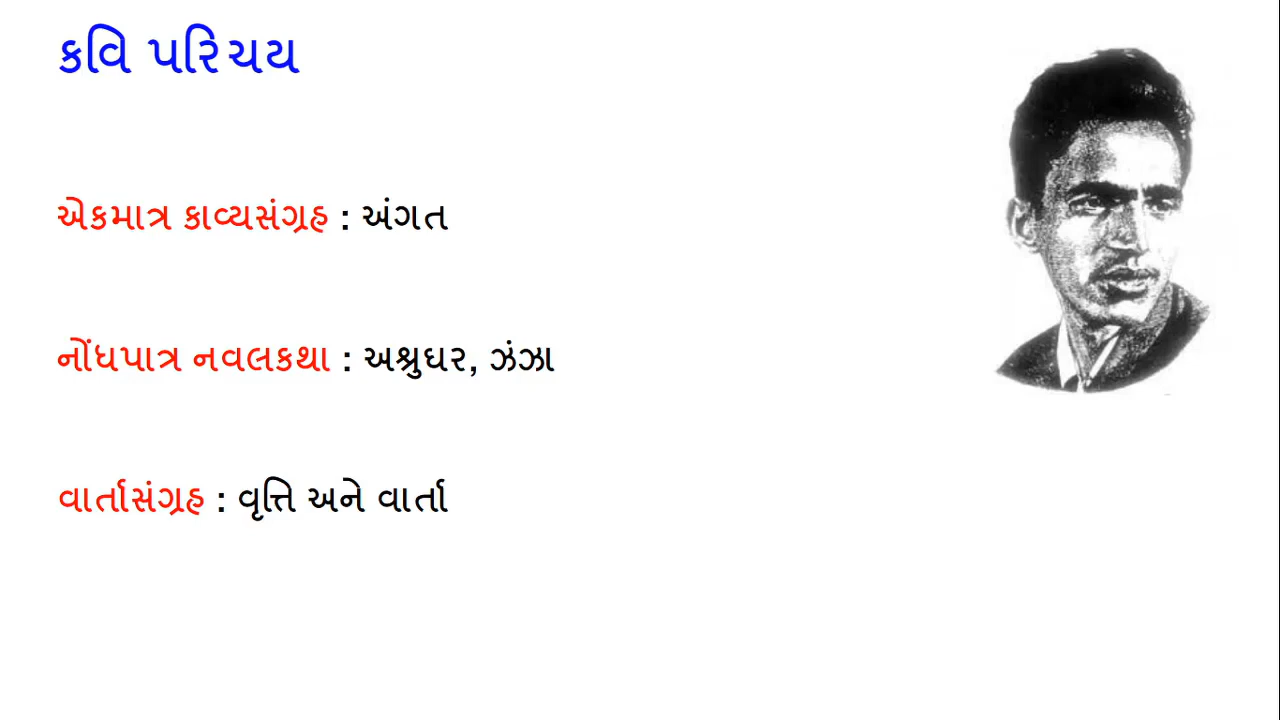 કવિ પરિચય
એકમાત્ર કાવ્યસંગ્રહ : અંગત
નોંધપાત્ર નવલકથા : અશ્રુઘર, ઝંઝા
વાર્તાસંગ્રહ : વૃત્તિ અને વાર્તા